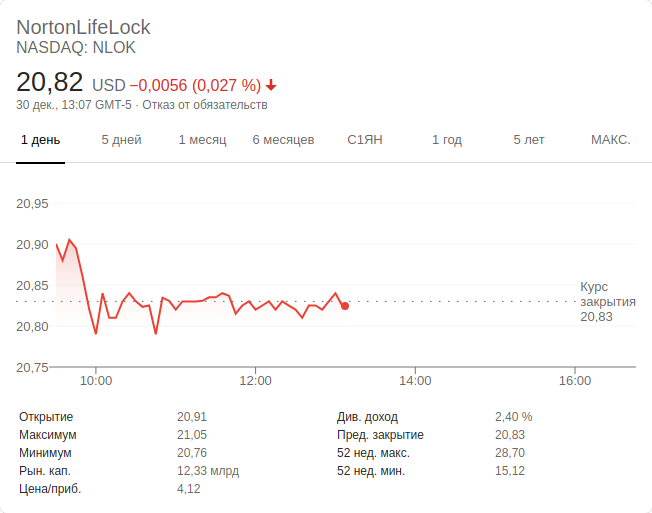 NortonLifeLock
NASDAQ: NLOK
20,82 USD −0,0056 (0,027 %)
30 дек., 13:07 GMT-5 · Отказ от обязательств
1 день 5 дней 1 месяц 6 месяцев С1ЯН 1 год 5 лет МАКС.
20,95
20,90
20,85
Курс
закрытия
20,83
20,80
20,75
10:00 12:00 14:00 16:00
Открытие 20,91 Див. доход 2,40 %
Максимум 21,05 Пред. закрытие 20,83
Минимум 20,76 52 нед. макс. 28,70
Рын. кап. 12,33 млрд 52 нед. мин. 15,12
Цена/приб. 4,12